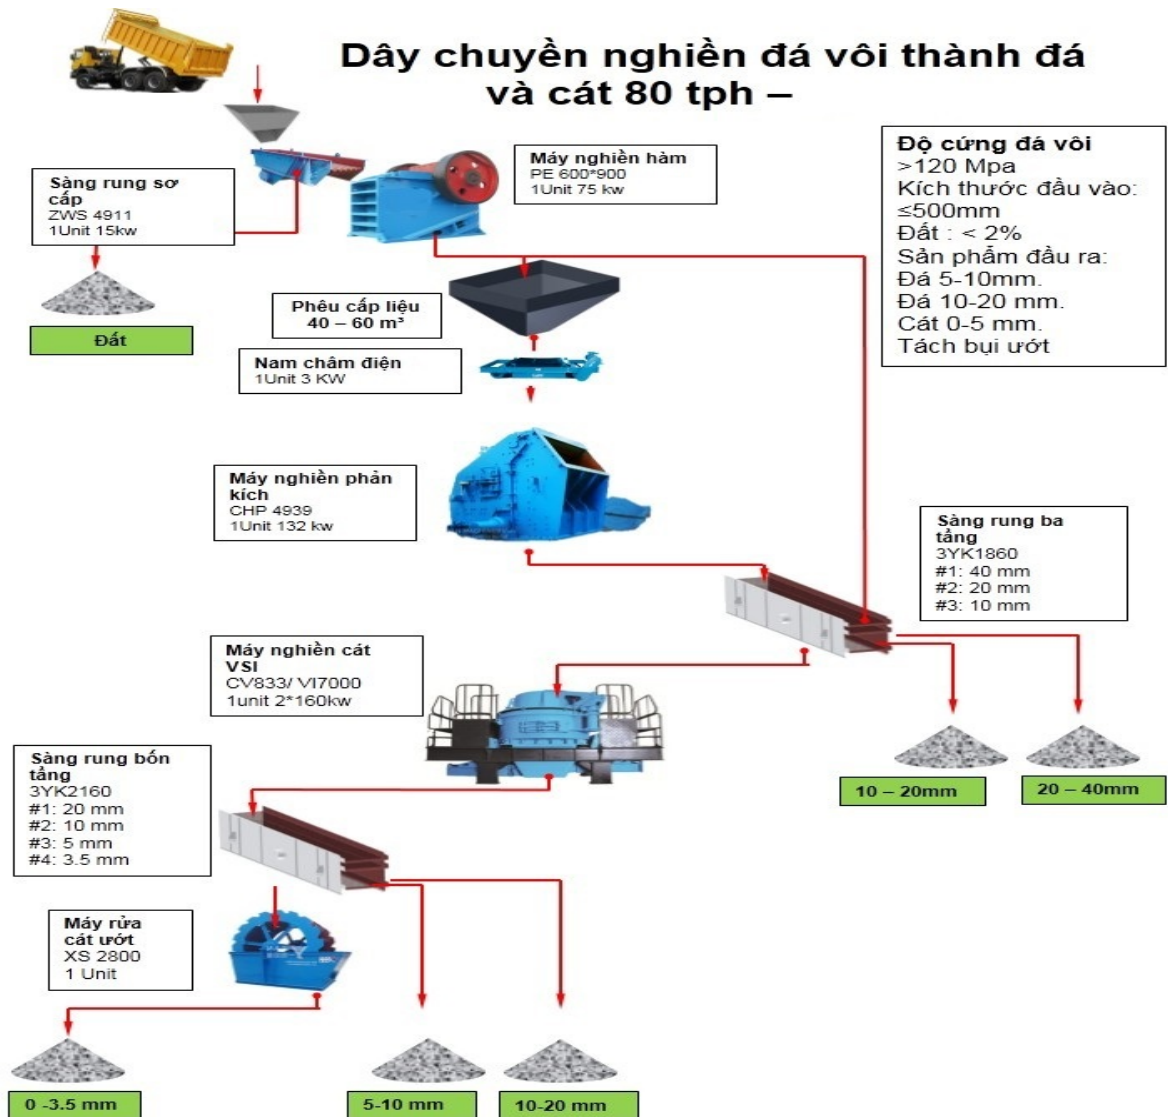 Dây chuyền nghiền đá vôi thành đá
và cát 80 tph –
Độ cứng đá vôi
>120 Mpa
Kích thước đầu vào:
≤500mm
Đất : < 2%
Sản phẩm đầu ra:
Đá 5-10mm.
Đá 10-20 mm.
Cát 0-5 mm.
Tách bụi ướt
Máy nghiền hàm
PE 600*900
1Unit 75 kw
Sàng rung sơ
cấp
ZWS 4911
1Unit 15kw
Đất
Phêu cấp liệu
40 – 60 m³
Nam châm điện
1Unit 3 KW
Máy nghiền phản
kích
CHP 4939
1Unit 132 kw
Sàng rung ba
tầng
3YK1860
#1: 40 mm
#2: 20 mm
#3: 10 mm
Máy nghiền cát
VSI
CV833/ VI7000
1unit 2*160kw
10 – 20mm
20 – 40mm
Sàng rung bốn
tầng
3YK2160
#1: 20 mm
#2: 10 mm
#3: 5 mm
#4: 3.5 mm
Máy rửa
cát ướt
XS 2800
1 Unit
0 -3.5 mm
5-10 mm
10-20 mm